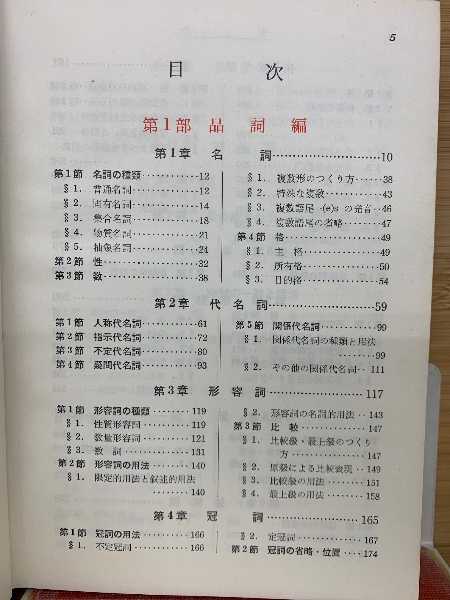 5
目 次
第1部 品 詞 編
第1章 名 詞……………………10
第1節 名詞の種類…………12
§ 1. 普通名詞…………12
§ 2. 固有名詞…………14
§ 3. 集合名詞…………18
§ 4. 物質名詞…………21
§ 5. 抽象名詞…………24
第2節 性…………32
第3節 数…………38
§ 1. 複数形のつくり方……38
§ 2. 特殊な複数…………43
§ 3. 複数語尾 -(e)s の発音…46
§ 4. 複数語尾の省略………47
第4節 格…………49
§ 1. 主 格…………49
§ 2. 所有格…………50
§ 3. 目的格…………54
第2章 代 名 詞……………………59
第1節 人称代名詞…………61
第2節 指示代名詞…………72
第3節 不定代名詞…………80
第4節 疑問代名詞…………93
第5節 関係代名詞…………99
§ 1. 関係代名詞の種類と用法
…………99
§ 2. その他の関係代名詞…111
第3章 形 容 詞……………………117
第1節 形容詞の種類…………119
§ 1. 性質形容詞…………119
§ 2. 数量形容詞…………121
§ 3. 数 詞…………131
第2節 形容詞の用法…………140
§ 1. 限定的用法と叙述的用法
…………140
§ 2. 形容詞の名詞的用法…143
第3節 比 較…………147
§ 1. 比較級・最上級のつくり
方…………147
§ 2. 原級による比較表現…149
§ 3. 比較級の用法…………151
§ 4. 最上級の用法…………158
第4章 冠 詞……………………165
第1節 冠詞の用法…………166
§ 1. 不定冠詞…………166
§ 2. 定冠詞…………167
第2節 冠詞の省略・位置……174